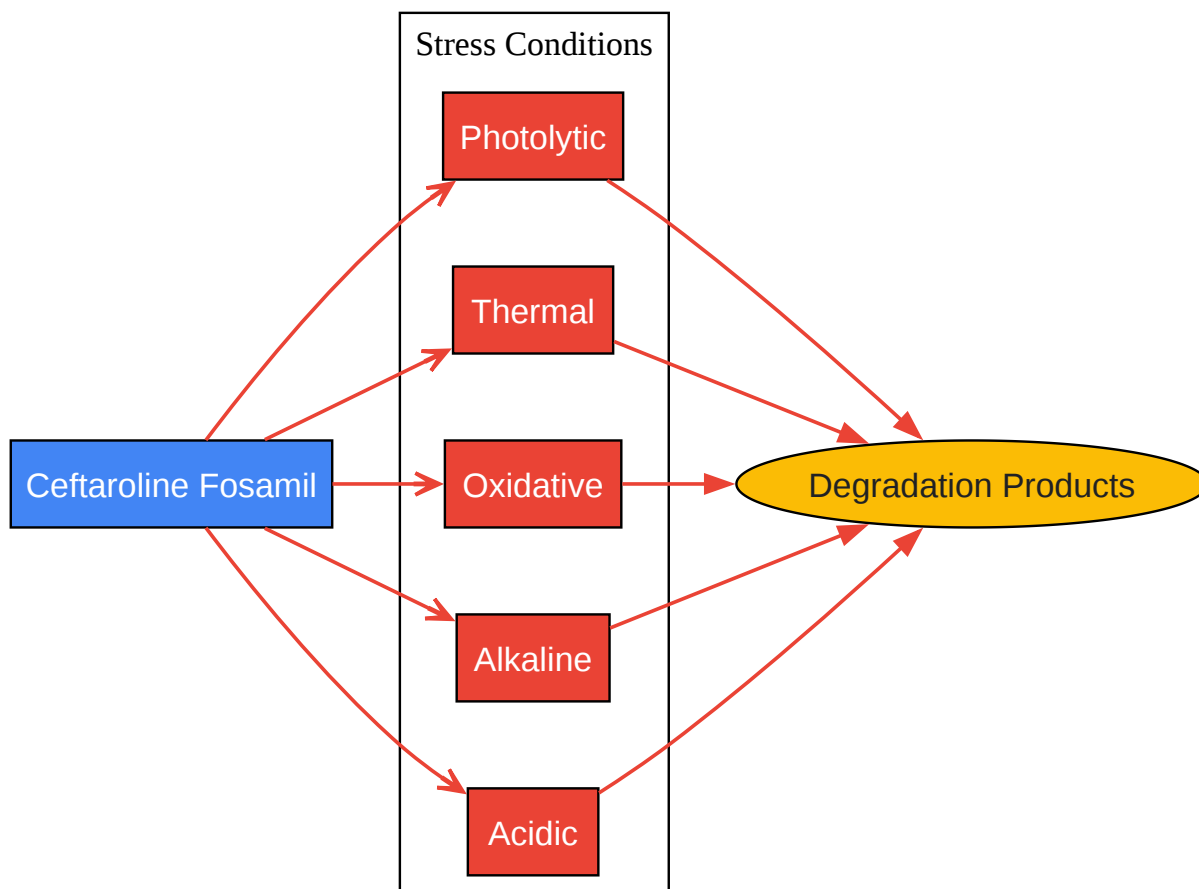 Stress Conditions
Photolytic
Thermal
Ceftaroline Fosamil
Oxidative
Degradation Products
Alkaline
Acidic